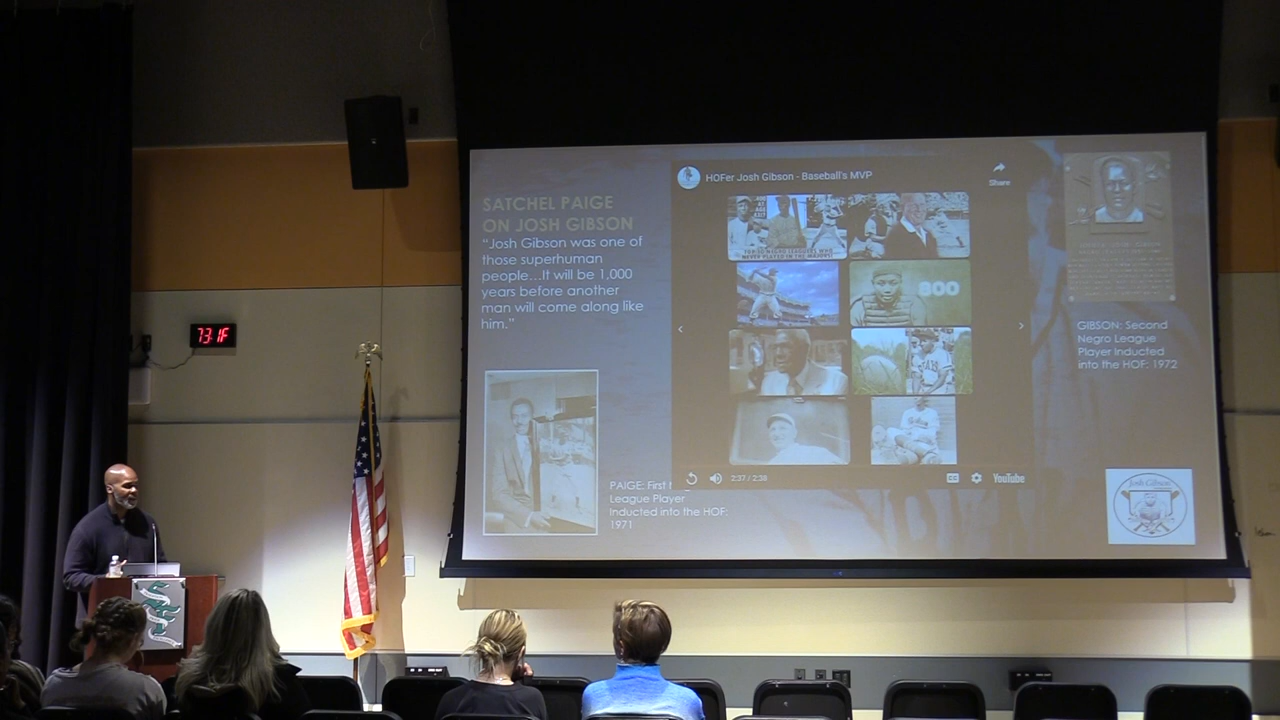 HOFer Josh Gibson - Baseball's MVP
Share
SATCHEL PAIGE
ON JOSH GIBSON
"Josh Gibson was one of
those superhuman
people...It will be 1,000
years before another
man will come along like
him."
800
GIBSON: Second
Negro League
Player Inducted
into the HOF: 1972
73.1F
2:37 / 2:38
CC
YouTube
PAIGE: First
League Player
Inducted into the HOF:
1971
Josh Gibson